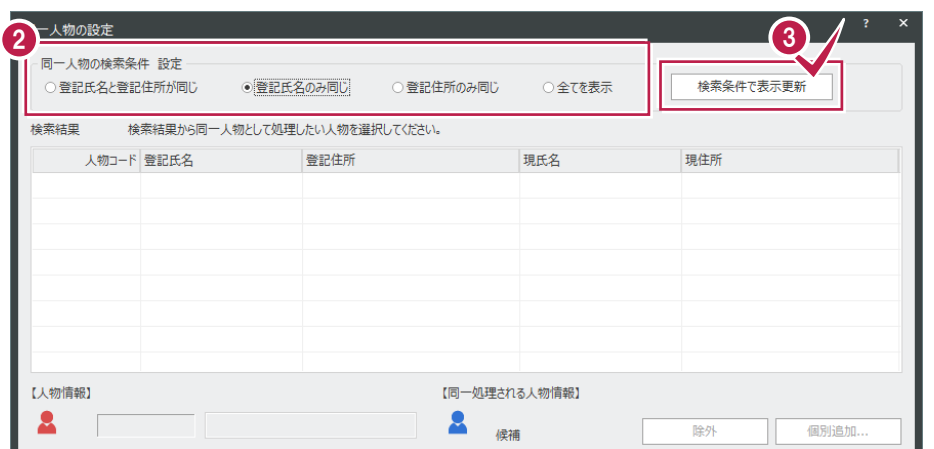 同一人物の設定
2
3
? ×
同一人物の検索条件 設定
登記氏名と登記住所が同じ 登記氏名のみ同じ 登記住所のみ同じ 全てを表示
検索条件で表示更新
検索結果 検索結果から同一人物として処理したい人物を選択してください。
人物コード 登記氏名 登記住所 現氏名 現住所
【人物情報】 【同一処理される人物情報】
候補 除外 個別追加...